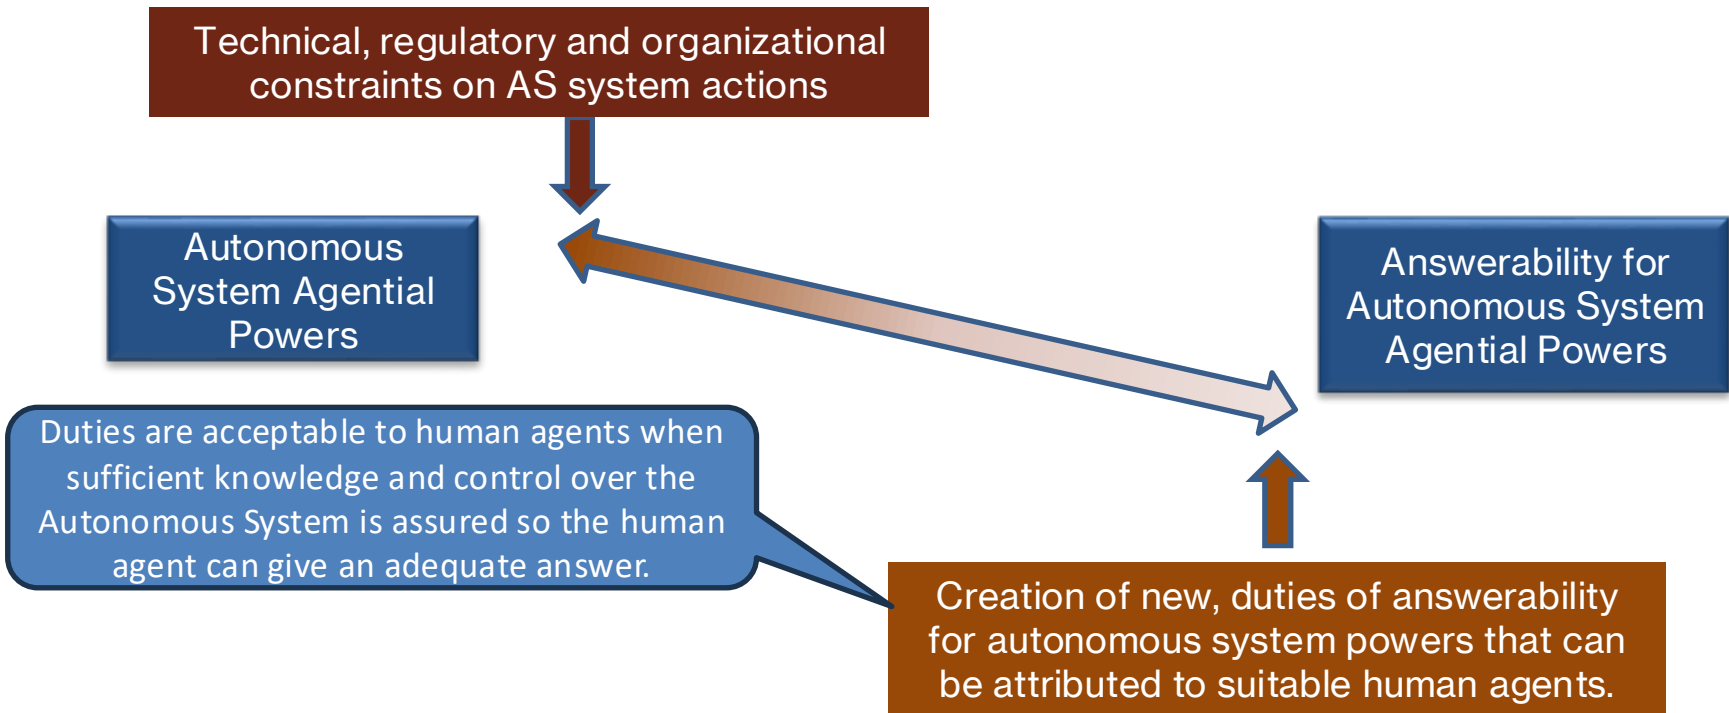 Technical, regulatory and organizational
constraints on AS system actions
Autonomous
System Agential
Powers
Answerability for
Autonomous System
Agential Powers
Duties are acceptable to human agents when
sufficient knowledge and control over the
Autonomous System is assured so the human
agent can give an adequate answer.
Creation of new, duties of answerability
for autonomous system powers that can
be attributed to suitable human agents.